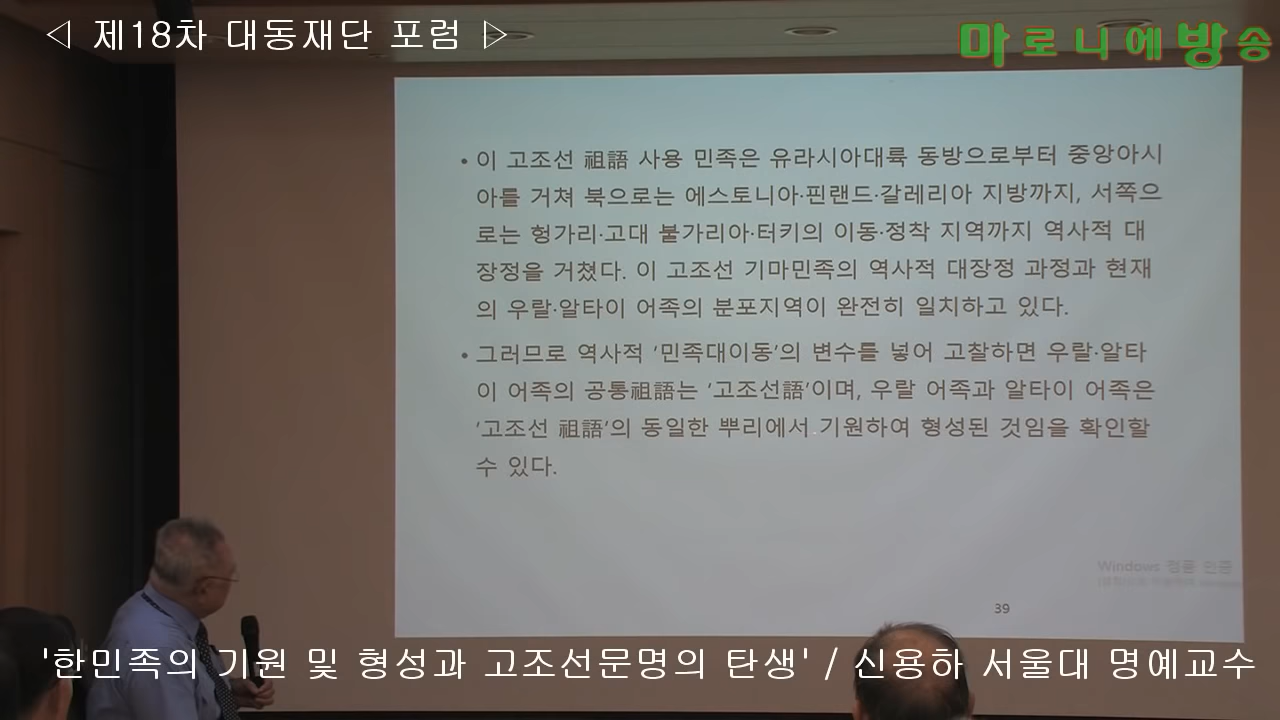 ◁ 제18차 대동재단 포럼 ▷
마로니에방송
• 이 고조선 祖語 사용 민족은 유라시아대륙 동방으로부터 중앙아시
아를 거쳐 북으로는 에스토니아·핀랜드·갈레리아 지방까지, 서쪽으
로는 헝가리·고대 불가리아·터키의 이동·정착 지역까지 역사적 대
장정을 거쳤다. 이 고조선 기마민족의 역사적 대장정 과정과 현재
의 우랄·알타이 어족의 분포지역이 완전히 일치하고 있다.
• 그러므로 역사적 '민족대이동'의 변수를 넣어 고찰하면 우랄·알타
이 어족의 공통祖語는 '고조선語'이며, 우랄 어족과 알타이 어족은
'고조선 祖語'의 동일한 뿌리에서 기원하여 형성된 것임을 확인할
수 있다.
Windows 정품 인증
39
'한민족의 기원 및 형성과 고조선문명의 탄생' / 신용하 서울대 명예교수